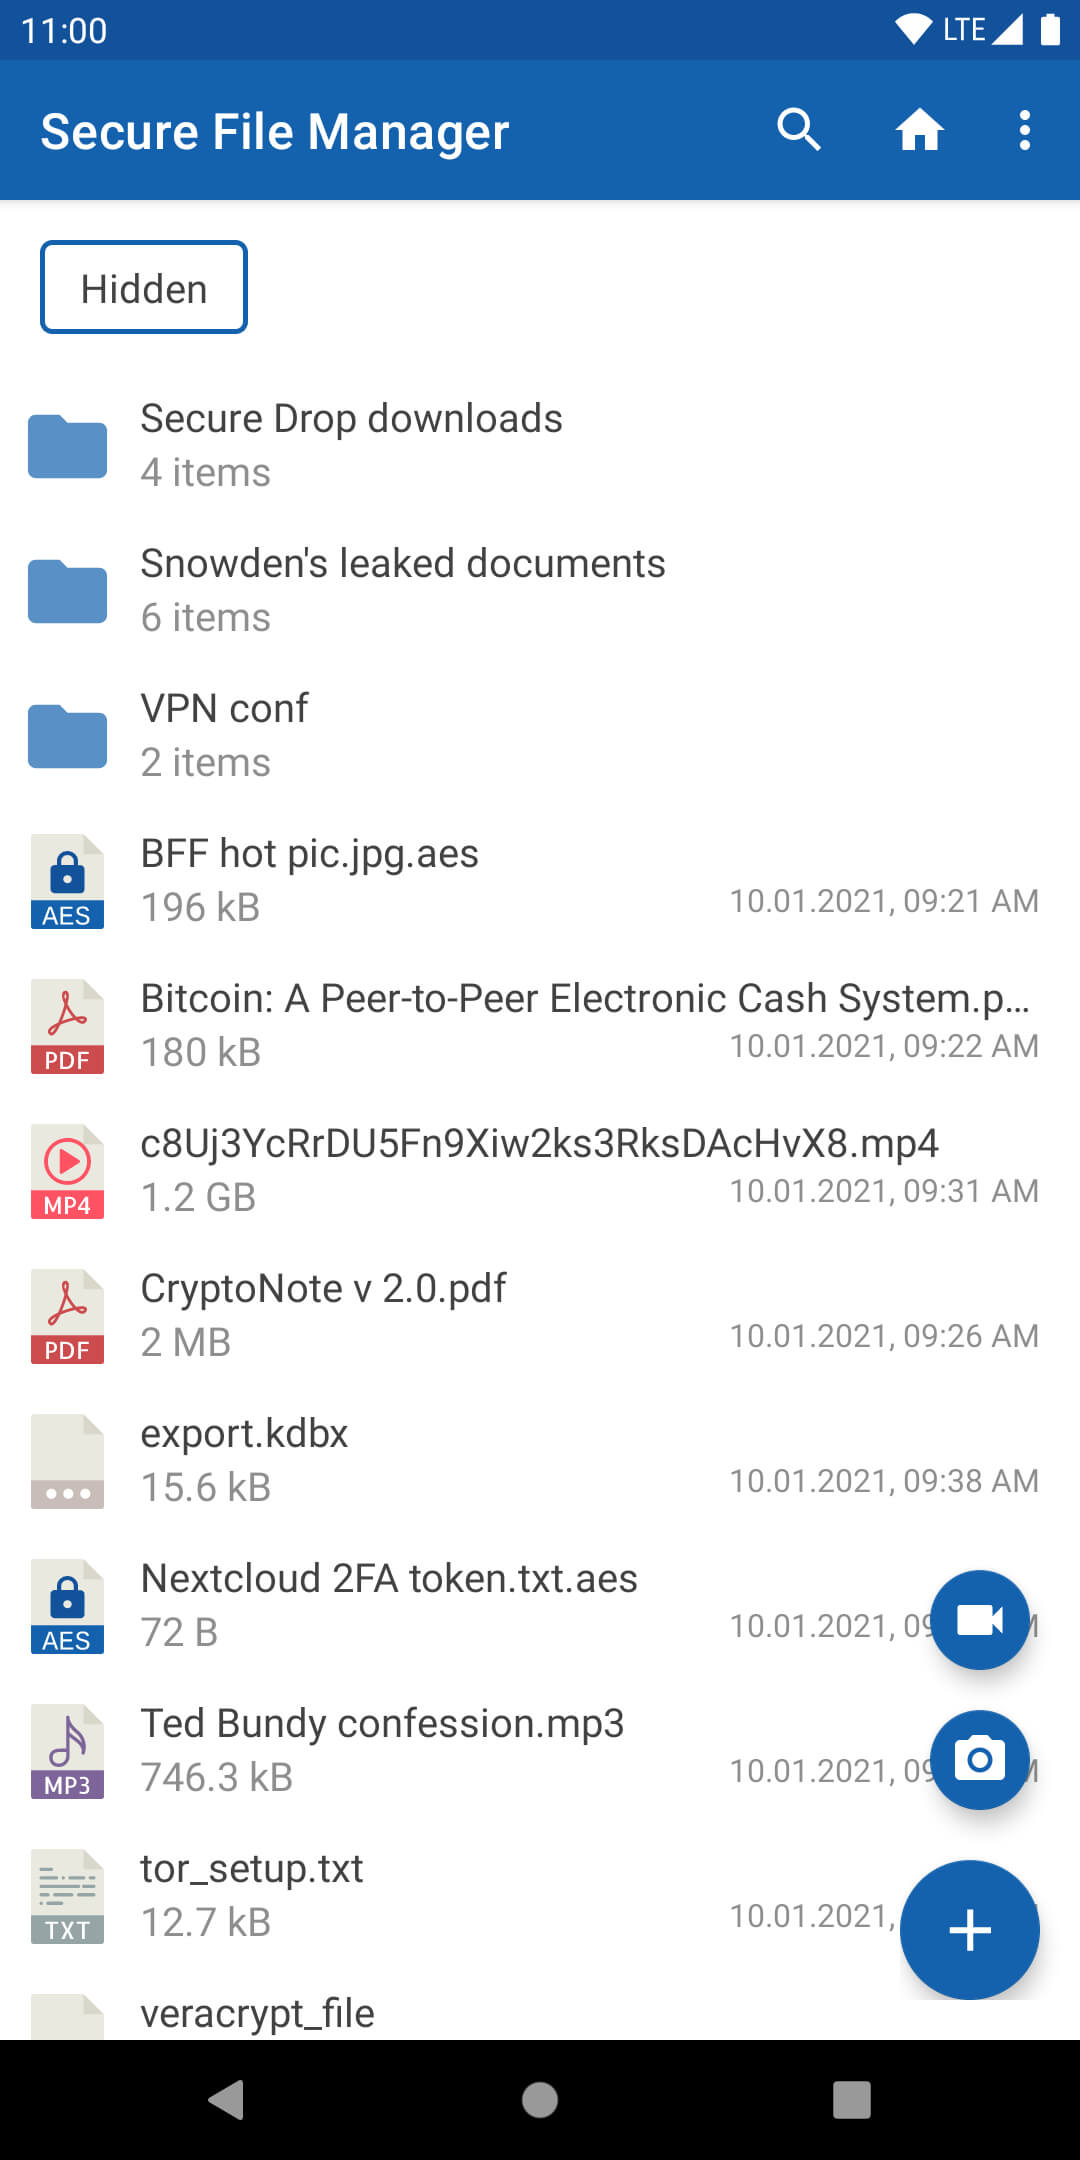 11:00 LTE
Secure File Manager
Hidden
Secure Drop downloads
4 items
Snowden's leaked documents
6 items
VPN conf
2 items
BFF hot pic.jpg.aes
AES 196 kB 10.01.2021, 09:21 AM
Bitcoin: A Peer-to-Peer Electronic Cash System.p...
PDF 180 kB 10.01.2021, 09:22 AM
c8Uj3YcRrDU5Fn9Xiw2ks3RksDAcHvX8.mp4
MP4 1.2 GB 10.01.2021, 09:31 AM
CryptoNote v 2.0.pdf
PDF 2 MB 10.01.2021, 09:26 AM
export.kdbx
15.6 kB 10.01.2021, 09:38 AM
Nextcloud 2FA token.txt.aes
AES 72 B 10.01.2021,
Ted Bundy confession.mp3
MP3 746.3 kB 10.01.2021,
tor_setup.txt
TXT 12.7 kB 10.01.2021,
veracrypt_file